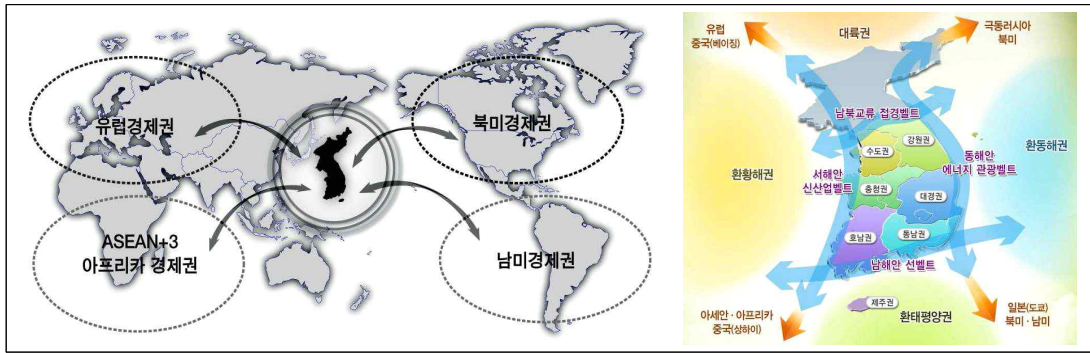 유럽경제권
북미경제권
ASEAN+3
아프리카 경제권
남미경제권
유럽
중국(베이징)
대륙권
극동러시아
북미
남북교류 접경벨트
수도권
강원권
환황해권
서해안
신산업벨트
충청권
동해안
에너지 관광벨트
환동해권
대경권
호남권
동남권
남해안 선벨트
제주권
아세안·아프리카
중국(상하이)
환태평양권
일본(도쿄)
북미·남미